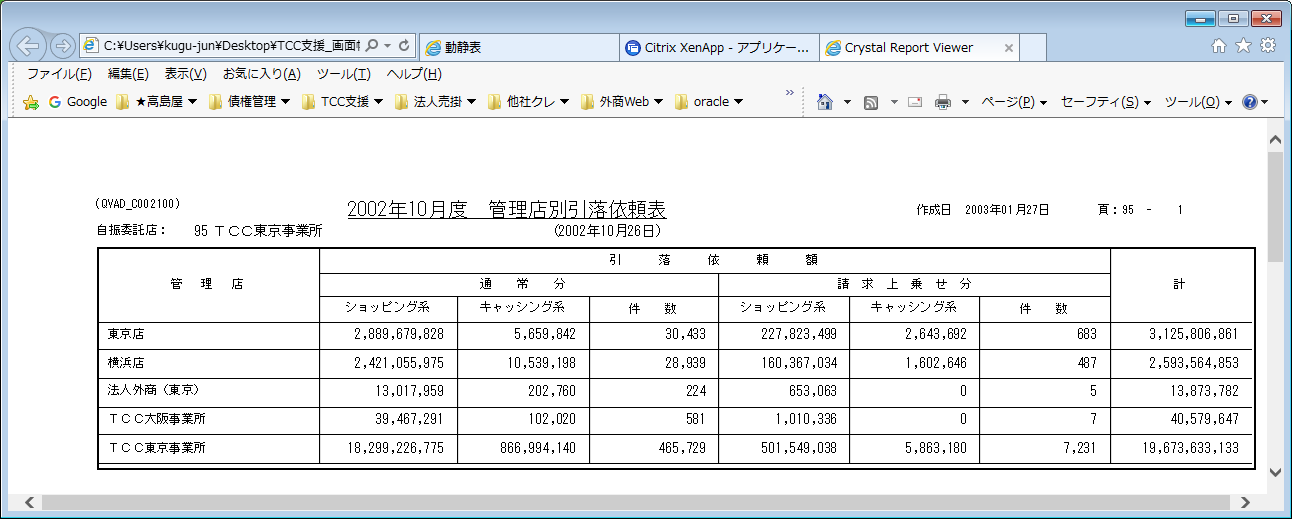 C:¥Users¥kugu-jun¥Desktop¥TCC支援_画面
動静表
Citrix XenApp - アプリケー...
Crystal Report Viewer
ファイル(F) 編集(E) 表示(V) お気に入り(A) ツール(T) ヘルプ(H)
Google ★高島屋 債権管理 TCC支援 法人売掛 他社クレ 外商Web oracle » ページ(P) セーフティ(S) ツール(O)
(QVAD_C002100) 2002年10月度 管理店別引落依頼表 作成日 2003年01月27日 頁:95 - 1
自振委託店: 95 TCC東京事業所 (2002年10月26日)
引 落 依 頼 額
管 理 店 通 常 分 請 求 上 乗 せ 分 計
ショッピング系 キャッシング系 件 数 ショッピング系 キャッシング系 件 数
東京店 2,889,679,828 5,659,842 30,433 227,823,499 2,643,692 683 3,125,806,861
横浜店 2,421,055,975 10,539,198 28,939 160,367,034 1,602,646 487 2,593,564,853
法人外商(東京) 13,017,959 202,760 224 653,063 0 5 13,873,782
TCC大阪事業所 39,467,291 102,020 581 1,010,336 0 7 40,579,647
TCC東京事業所 18,299,226,775 866,994,140 465,729 501,549,038 5,863,180 7,231 19,673,633,133